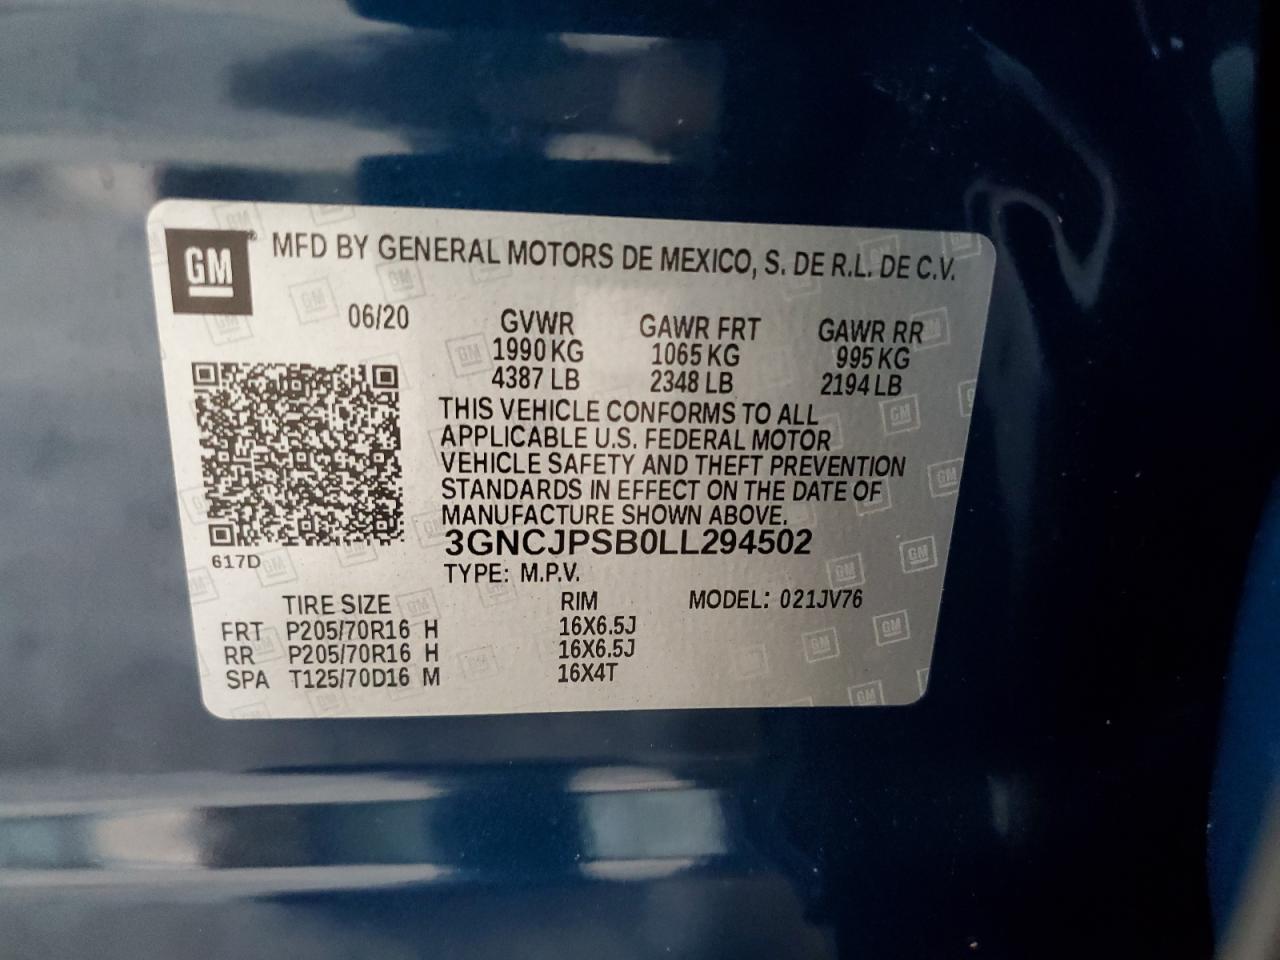 GM® MFD BY GENERAL MOTORS DE MEXICO, S. DE R.L. DE C.V.
06/20 GVWR GAWR FRT GAWR RR
1990 KG 1065 KG 995 KG
4387 LB 2348 LB 2194 LB
THIS VEHICLE CONFORMS TO ALL
APPLICABLE U.S. FEDERAL MOTOR
VEHICLE SAFETY AND THEFT PREVENTION
STANDARDS IN EFFECT ON THE DATE OF
MANUFACTURE SHOWN ABOVE.
3GNCJPSB0LL294502
617D
TYPE: M.P.V.
TIRE SIZE RIM MODEL: 021JV76
FRT P205/70R16 H 16X6.5J
RR P205/70R16 H 16X6.5J
SPA T125/70D16 M 16X4T